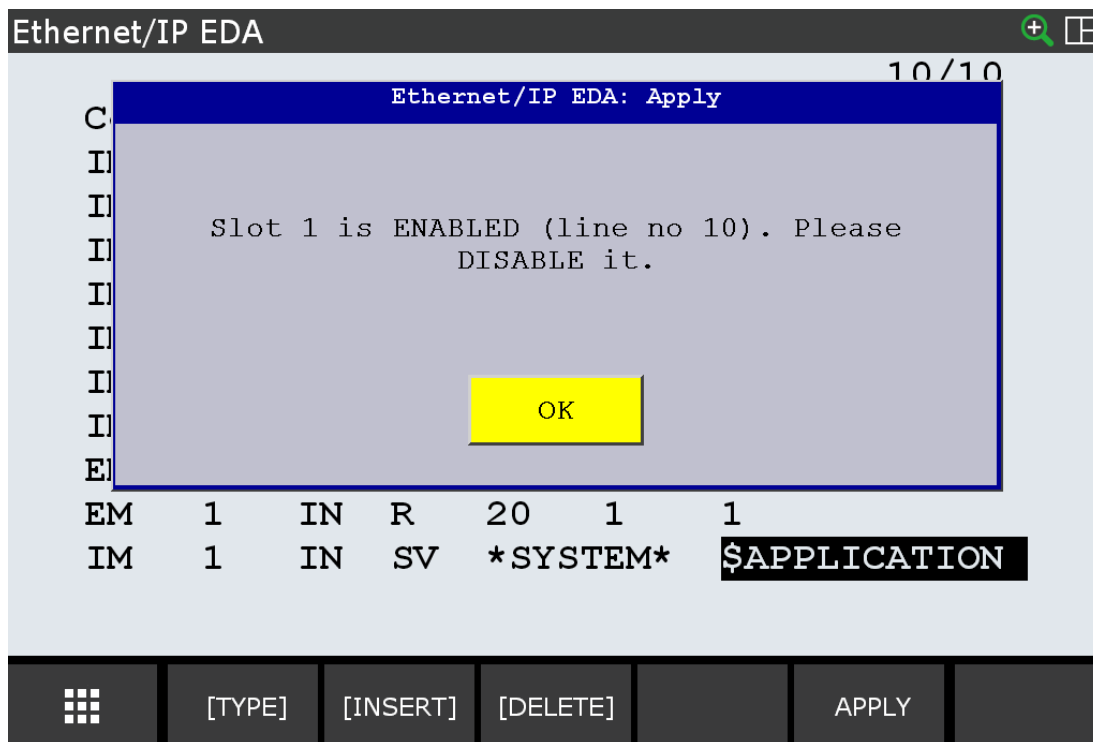 Ethernet/IP EDA
10/10
Ethernet/IP EDA: Apply
Slot 1 is ENABLED (line no 10). Please
DISABLE it.
OK
EM 1 IN R 20 1 1
IM 1 IN SV *SYSTEM* $APPLICATION
[TYPE] [INSERT] [DELETE] APPLY